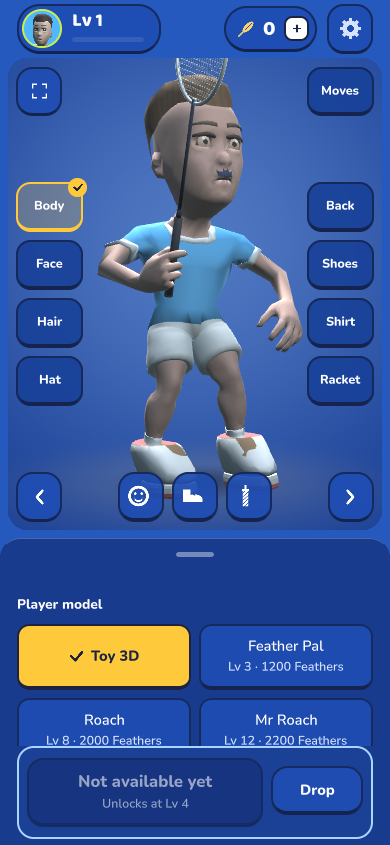 Lv 1
0
+
Moves
Body
Back
Face
Shoes
Hair
Shirt
Hat
Racket
Player model
Toy 3D
Feather Pal
Lv 3 · 1200 Feathers
Roach
Lv 8 · 2000 Feathers
Mr Roach
Lv 12 · 2200 Feathers
Not available yet
Unlocks at Lv 4
Drop